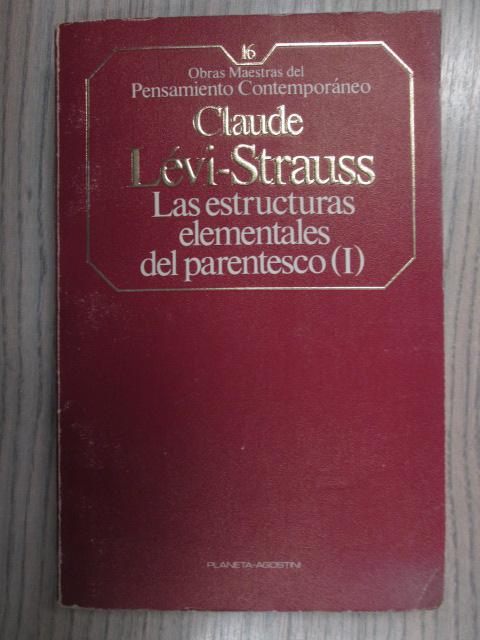 16
Obras Maestras del
Pensamiento Contemporáneo
Claude
Lévi-Strauss
Las estructuras
elementales
del parentesco (I)
PLANETA-AGOSTINI